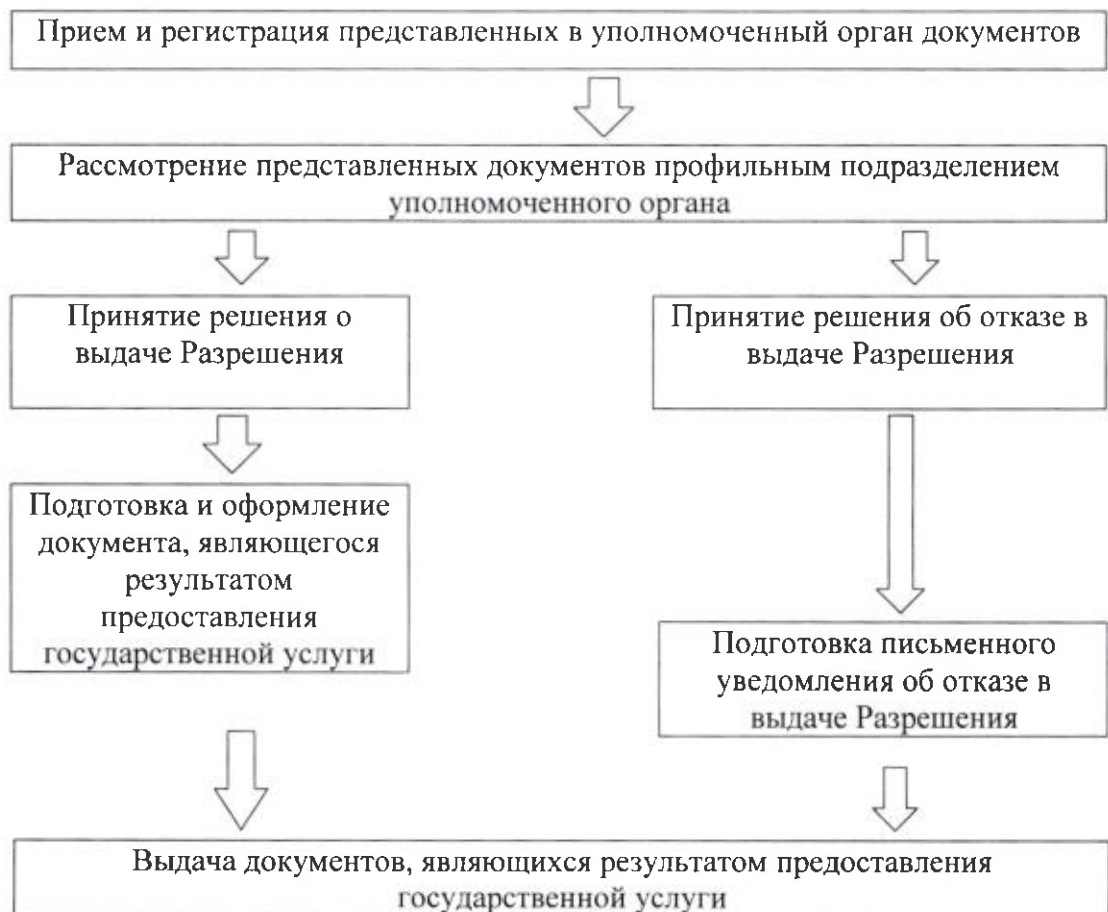 Прием и регистрация представленных в уполномоченный орган документов
Рассмотрение представленных документов профильным подразделением
уполномоченного органа
Принятие решения о
выдаче Разрешения
Принятие решения об отказе в
выдаче Разрешения
Подготовка и оформление
документа, являющегося
результатом
предоставления
государственной услуги
Подготовка письменного
уведомления об отказе в
выдаче Разрешения
Выдача документов, являющихся результатом предоставления
государственной услуги